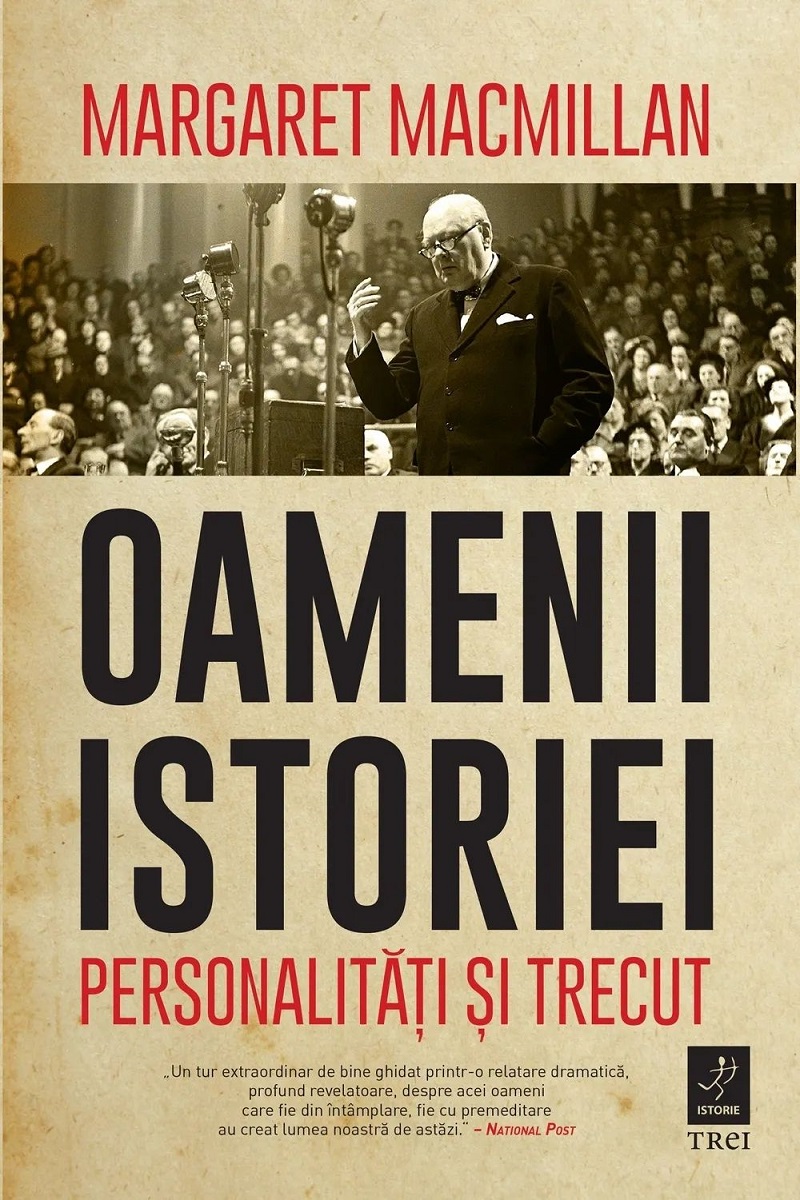 MARGARET MACMILLAN
OAMENII
ISTORIEI
PERSONALITĂȚI ȘI TRECUT
„Un tur extraordinar de bine ghidat printr-o relatare dramatică,
profund revelatoare, despre acei oameni
care fie din întâmplare, fie cu premeditare
au creat lumea noastră de astăzi.“ – NATIONAL POST
ISTORIE
TREI